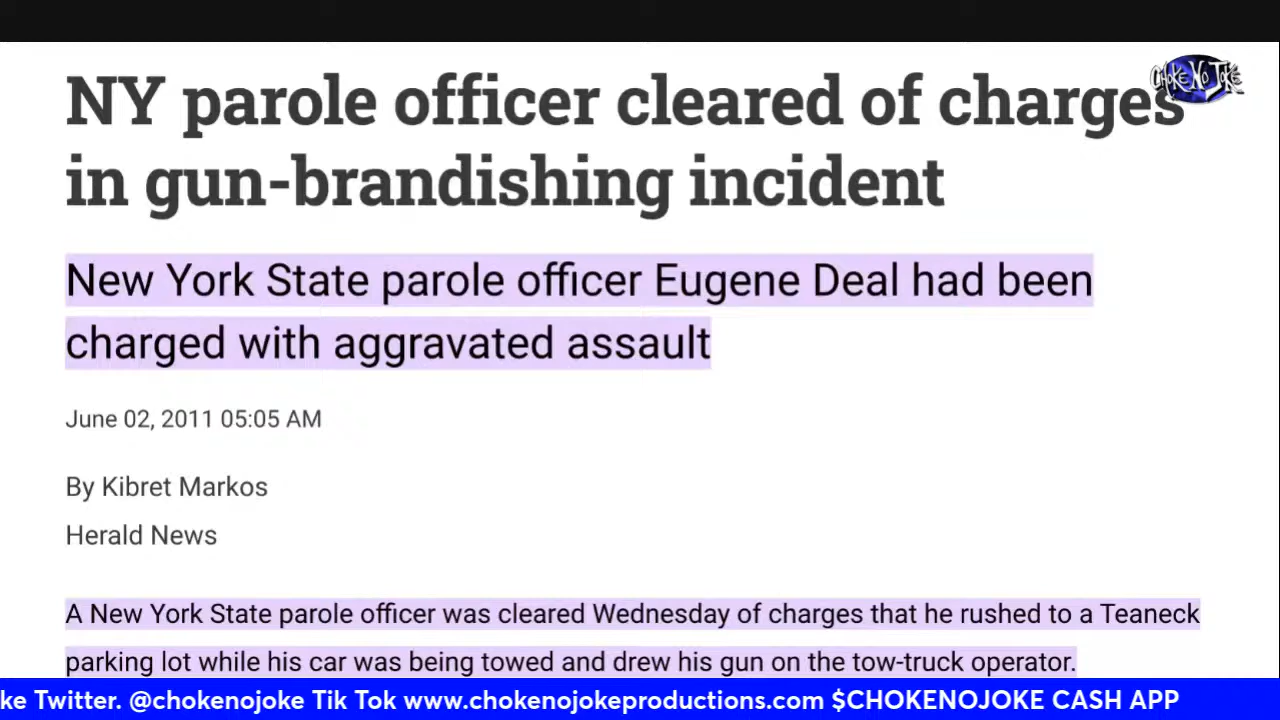 CHOKE NO JOKE
NY parole officer cleared of charges
in gun-brandishing incident
New York State parole officer Eugene Deal had been
charged with aggravated assault
June 02, 2011 05:05 AM
By Kibret Markos
Herald News
A New York State parole officer was cleared Wednesday of charges that he rushed to a Teaneck
parking lot while his car was being towed and drew his gun on the tow-truck operator.
ke Twitter. @chokenojoke Tik Tok www.chokenojokeproductions.com $CHOKENOJOKE CASH APP